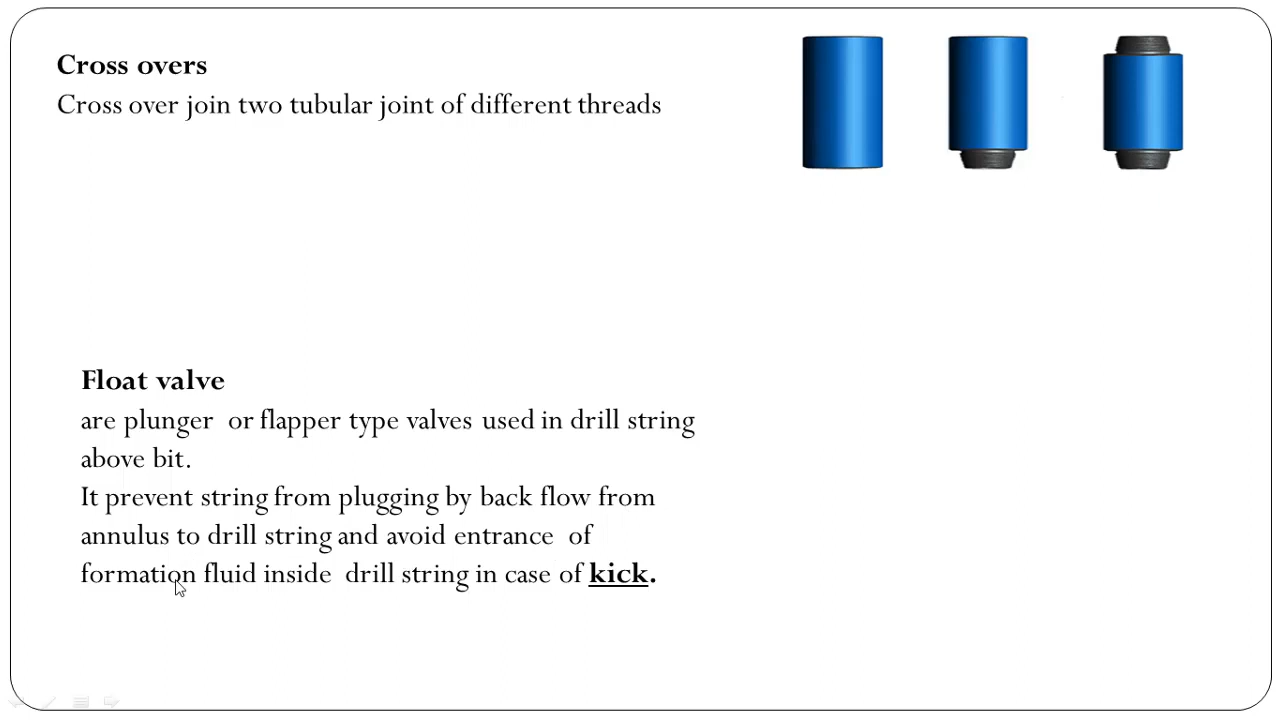 Cross overs
Cross over join two tubular joint of different threads
Float valve
are plunger or flapper type valves used in drill string
above bit.
It prevent string from plugging by back flow from
annulus to drill string and avoid entrance of
formation fluid inside drill string in case of kick.